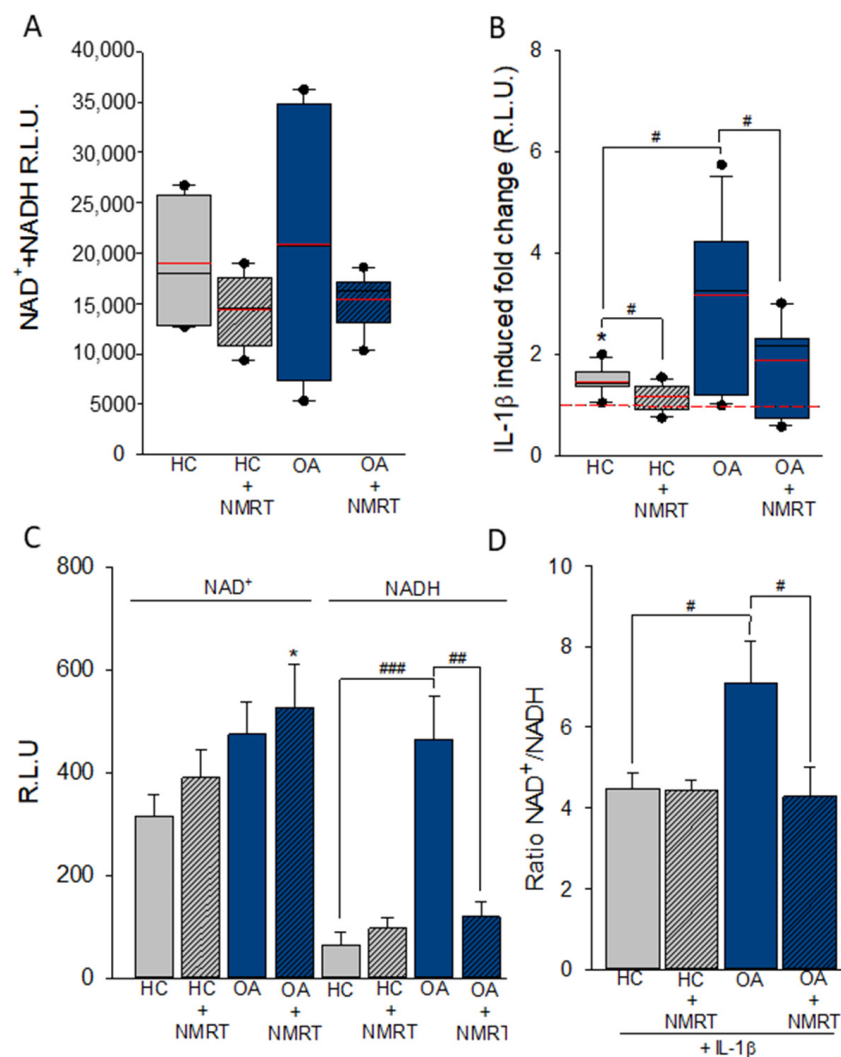 A
NAD⁺+NADH R.L.U.
40,000
35,000
30,000
25,000
20,000
15,000
10,000
5000
0
HC
HC
+
NMRT
OA
OA
+
NMRT
B
IL-1β induced fold change (R.L.U.)
8
6
4
2
0
#
#
#
*
HC
HC
+
NMRT
OA
OA
+
NMRT
C
R.L.U
800
600
400
200
0
NAD⁺
NADH
*
###
##
HC
HC
+
NMRT
OA
OA
+
NMRT
HC
HC
+
NMRT
OA
OA
+
NMRT
D
Ratio NAD⁺/NADH
10
8
6
4
2
0
#
#
HC
HC
+
NMRT
OA
OA
+
NMRT
+ IL-1β